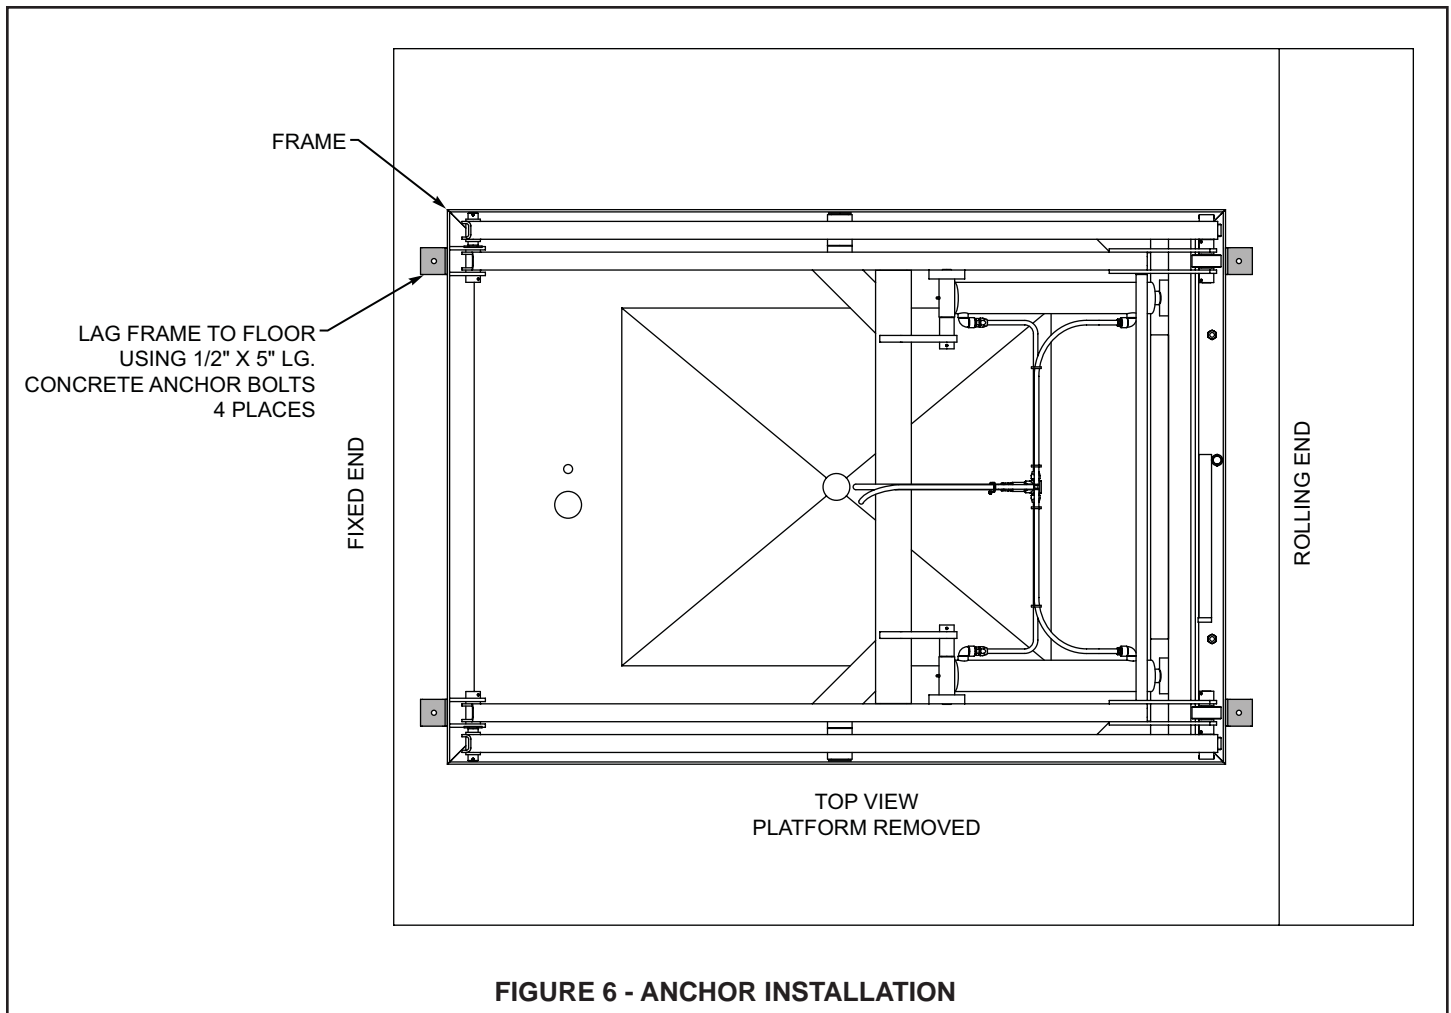 FRAME
LAG FRAME TO FLOOR
USING 1/2" X 5" LG.
CONCRETE ANCHOR BOLTS
4 PLACES
FIXED END
ROLLING END
TOP VIEW
PLATFORM REMOVED
FIGURE 6 - ANCHOR INSTALLATION